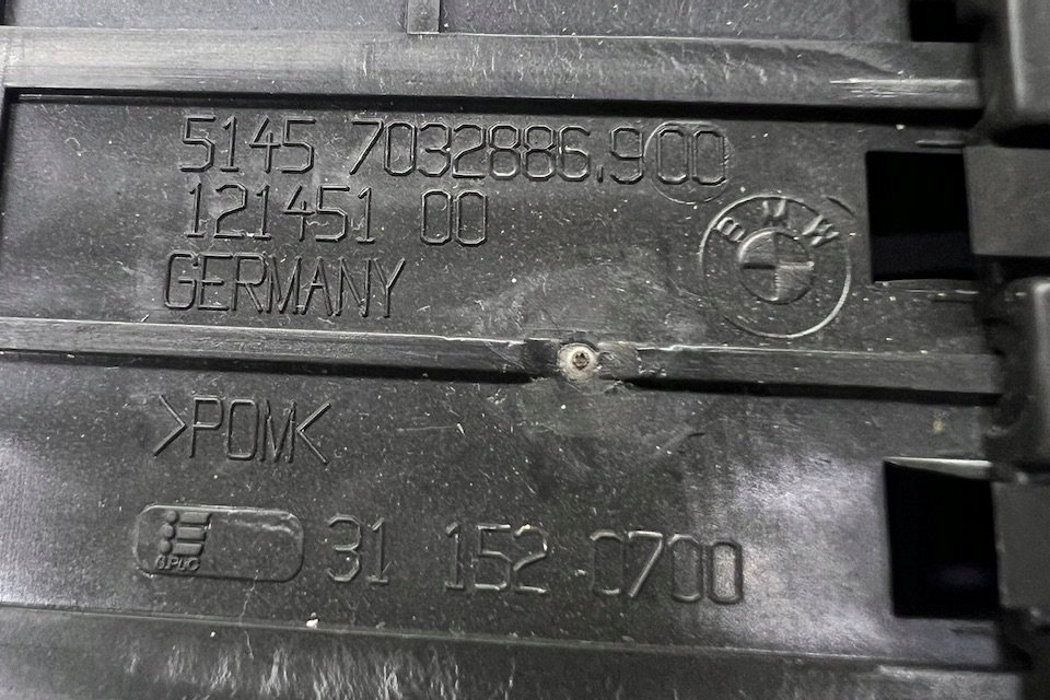 5145 7032886.900
121451 00
GERMANY
BMW
>POM<
31 152 0700